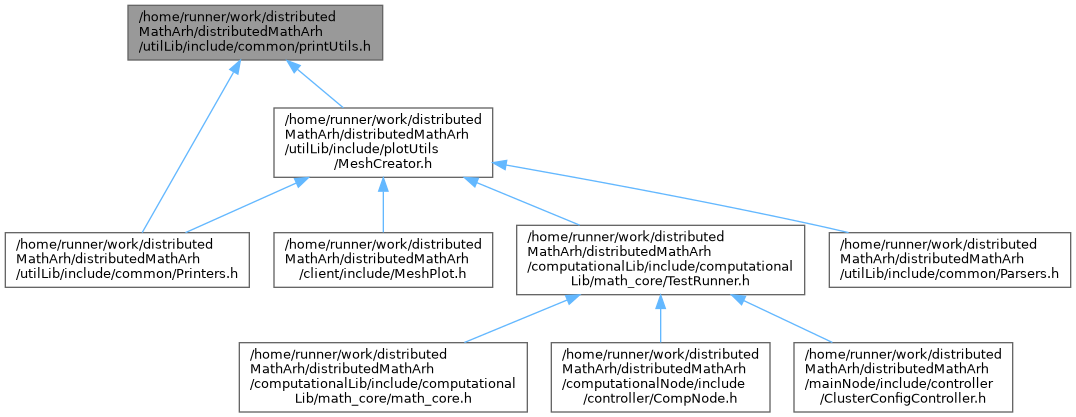 /home/runner/work/distributed
MathArh/distributedMathArh
/utilLib/include/common/printUtils.h
/home/runner/work/distributed
MathArh/distributedMathArh
/utilLib/include/plotUtils
/MeshCreator.h
/home/runner/work/distributed
MathArh/distributedMathArh
/utilLib/include/common/Printers.h
/home/runner/work/distributed
MathArh/distributedMathArh
/client/include/MeshPlot.h
/home/runner/work/distributed
MathArh/distributedMathArh
/computationalLib/include/computational
Lib/math_core/TestRunner.h
/home/runner/work/distributed
MathArh/distributedMathArh
/utilLib/include/common/Parsers.h
/home/runner/work/distributed
MathArh/distributedMathArh
/computationalLib/include/computational
Lib/math_core/math_core.h
/home/runner/work/distributed
MathArh/distributedMathArh
/computationalNode/include
/controller/CompNode.h
/home/runner/work/distributed
MathArh/distributedMathArh
/mainNode/include/controller
/ClusterConfigController.h